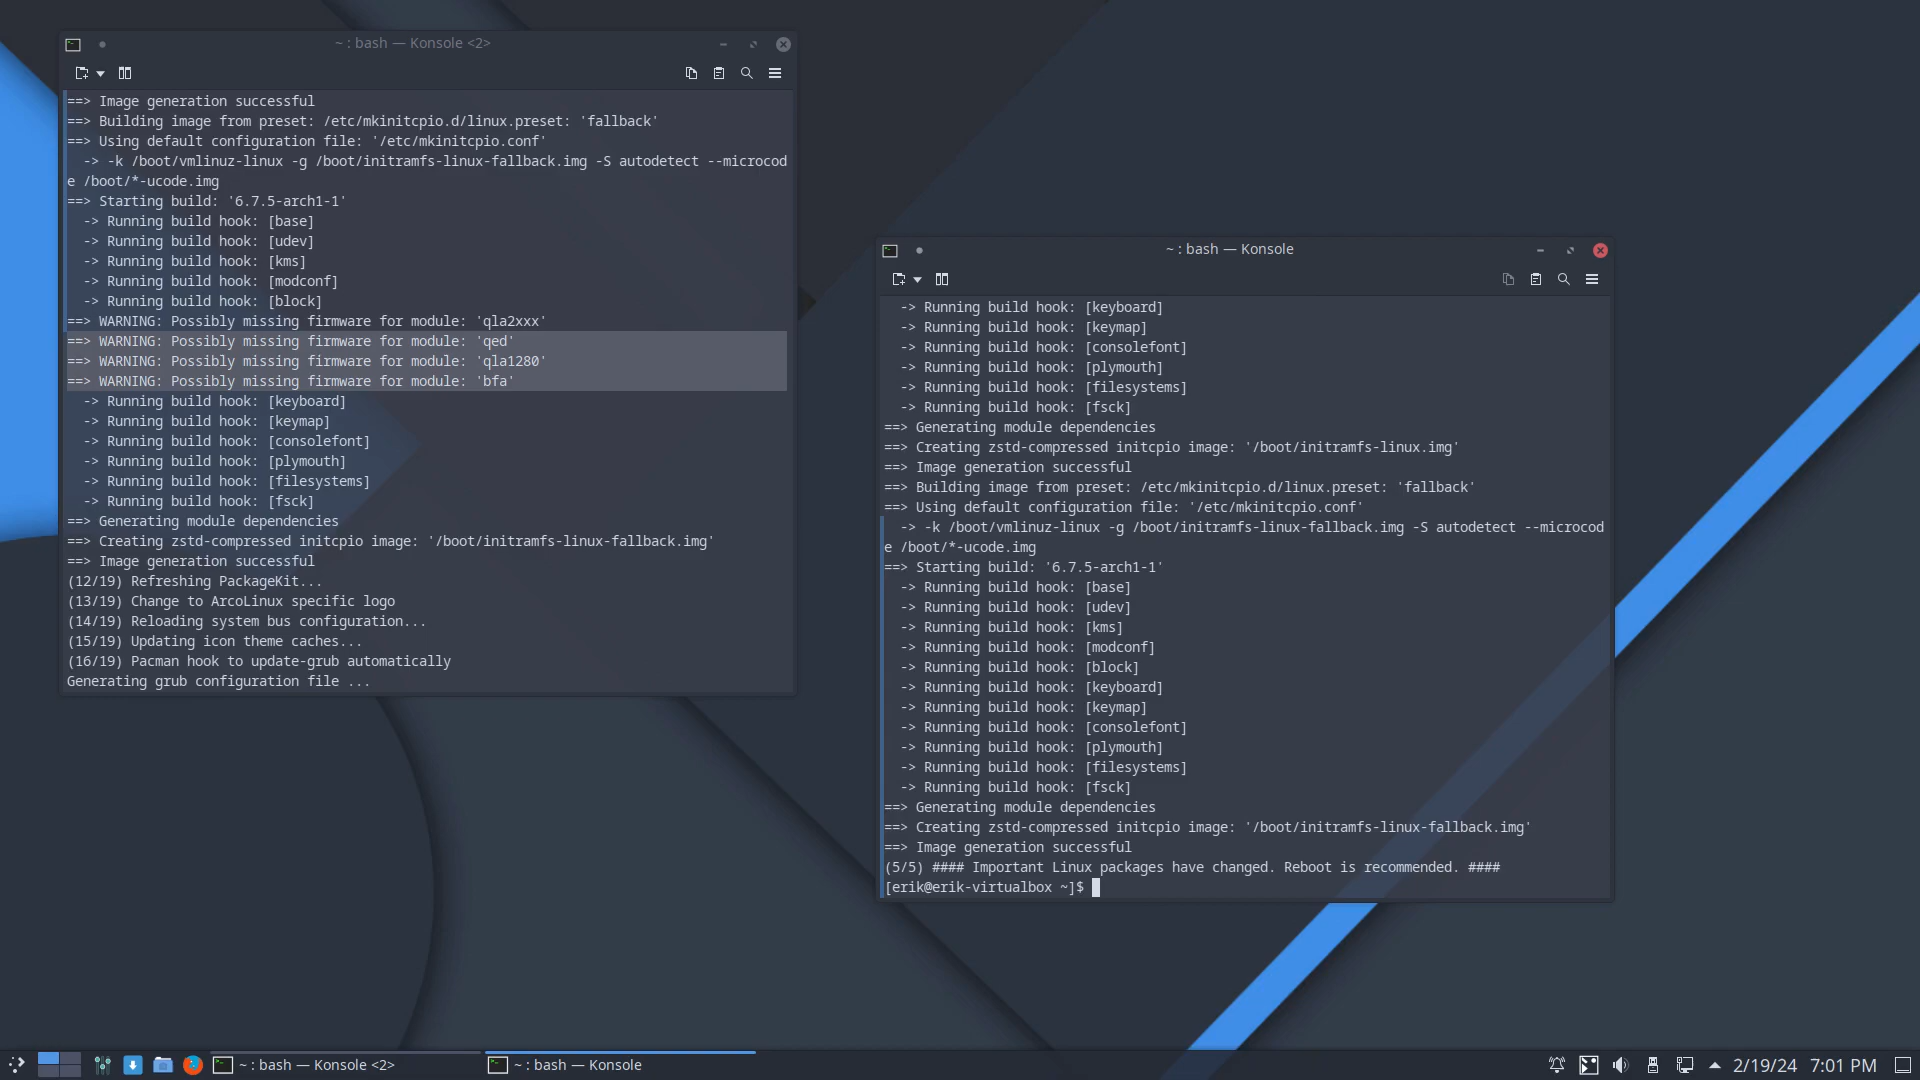 ~ : bash — Konsole <2>
==> Image generation successful
==> Building image from preset: /etc/mkinitcpio.d/linux.preset: 'fallback'
==> Using default configuration file: '/etc/mkinitcpio.conf'
  -> -k /boot/vmlinuz-linux -g /boot/initramfs-linux-fallback.img -S autodetect --microcod
e /boot/*-ucode.img
==> Starting build: '6.7.5-arch1-1'
  -> Running build hook: [base]
  -> Running build hook: [udev]
  -> Running build hook: [kms]
  -> Running build hook: [modconf]
  -> Running build hook: [block]
==> WARNING: Possibly missing firmware for module: 'qla2xxx'
==> WARNING: Possibly missing firmware for module: 'qed'
==> WARNING: Possibly missing firmware for module: 'qla1280'
==> WARNING: Possibly missing firmware for module: 'bfa'
  -> Running build hook: [keyboard]
  -> Running build hook: [keymap]
  -> Running build hook: [consolefont]
  -> Running build hook: [plymouth]
  -> Running build hook: [filesystems]
  -> Running build hook: [fsck]
==> Generating module dependencies
==> Creating zstd-compressed initcpio image: '/boot/initramfs-linux-fallback.img'
==> Image generation successful
(12/19) Refreshing PackageKit...
(13/19) Change to ArcoLinux specific logo
(14/19) Reloading system bus configuration...
(15/19) Updating icon theme caches...
(16/19) Pacman hook to update-grub automatically
Generating grub configuration file ...
~ : bash — Konsole
  -> Running build hook: [keyboard]
  -> Running build hook: [keymap]
  -> Running build hook: [consolefont]
  -> Running build hook: [plymouth]
  -> Running build hook: [filesystems]
  -> Running build hook: [fsck]
==> Generating module dependencies
==> Creating zstd-compressed initcpio image: '/boot/initramfs-linux.img'
==> Image generation successful
==> Building image from preset: /etc/mkinitcpio.d/linux.preset: 'fallback'
==> Using default configuration file: '/etc/mkinitcpio.conf'
  -> -k /boot/vmlinuz-linux -g /boot/initramfs-linux-fallback.img -S autodetect --microcod
e /boot/*-ucode.img
==> Starting build: '6.7.5-arch1-1'
  -> Running build hook: [base]
  -> Running build hook: [udev]
  -> Running build hook: [kms]
  -> Running build hook: [modconf]
  -> Running build hook: [block]
  -> Running build hook: [keyboard]
  -> Running build hook: [keymap]
  -> Running build hook: [consolefont]
  -> Running build hook: [plymouth]
  -> Running build hook: [filesystems]
  -> Running build hook: [fsck]
==> Generating module dependencies
==> Creating zstd-compressed initcpio image: '/boot/initramfs-linux-fallback.img'
==> Image generation successful
(5/5) #### Important Linux packages have changed. Reboot is recommended. ####
[erik@erik-virtualbox ~]$
~ : bash — Konsole <2>
~ : bash — Konsole
2/19/24 7:01 PM